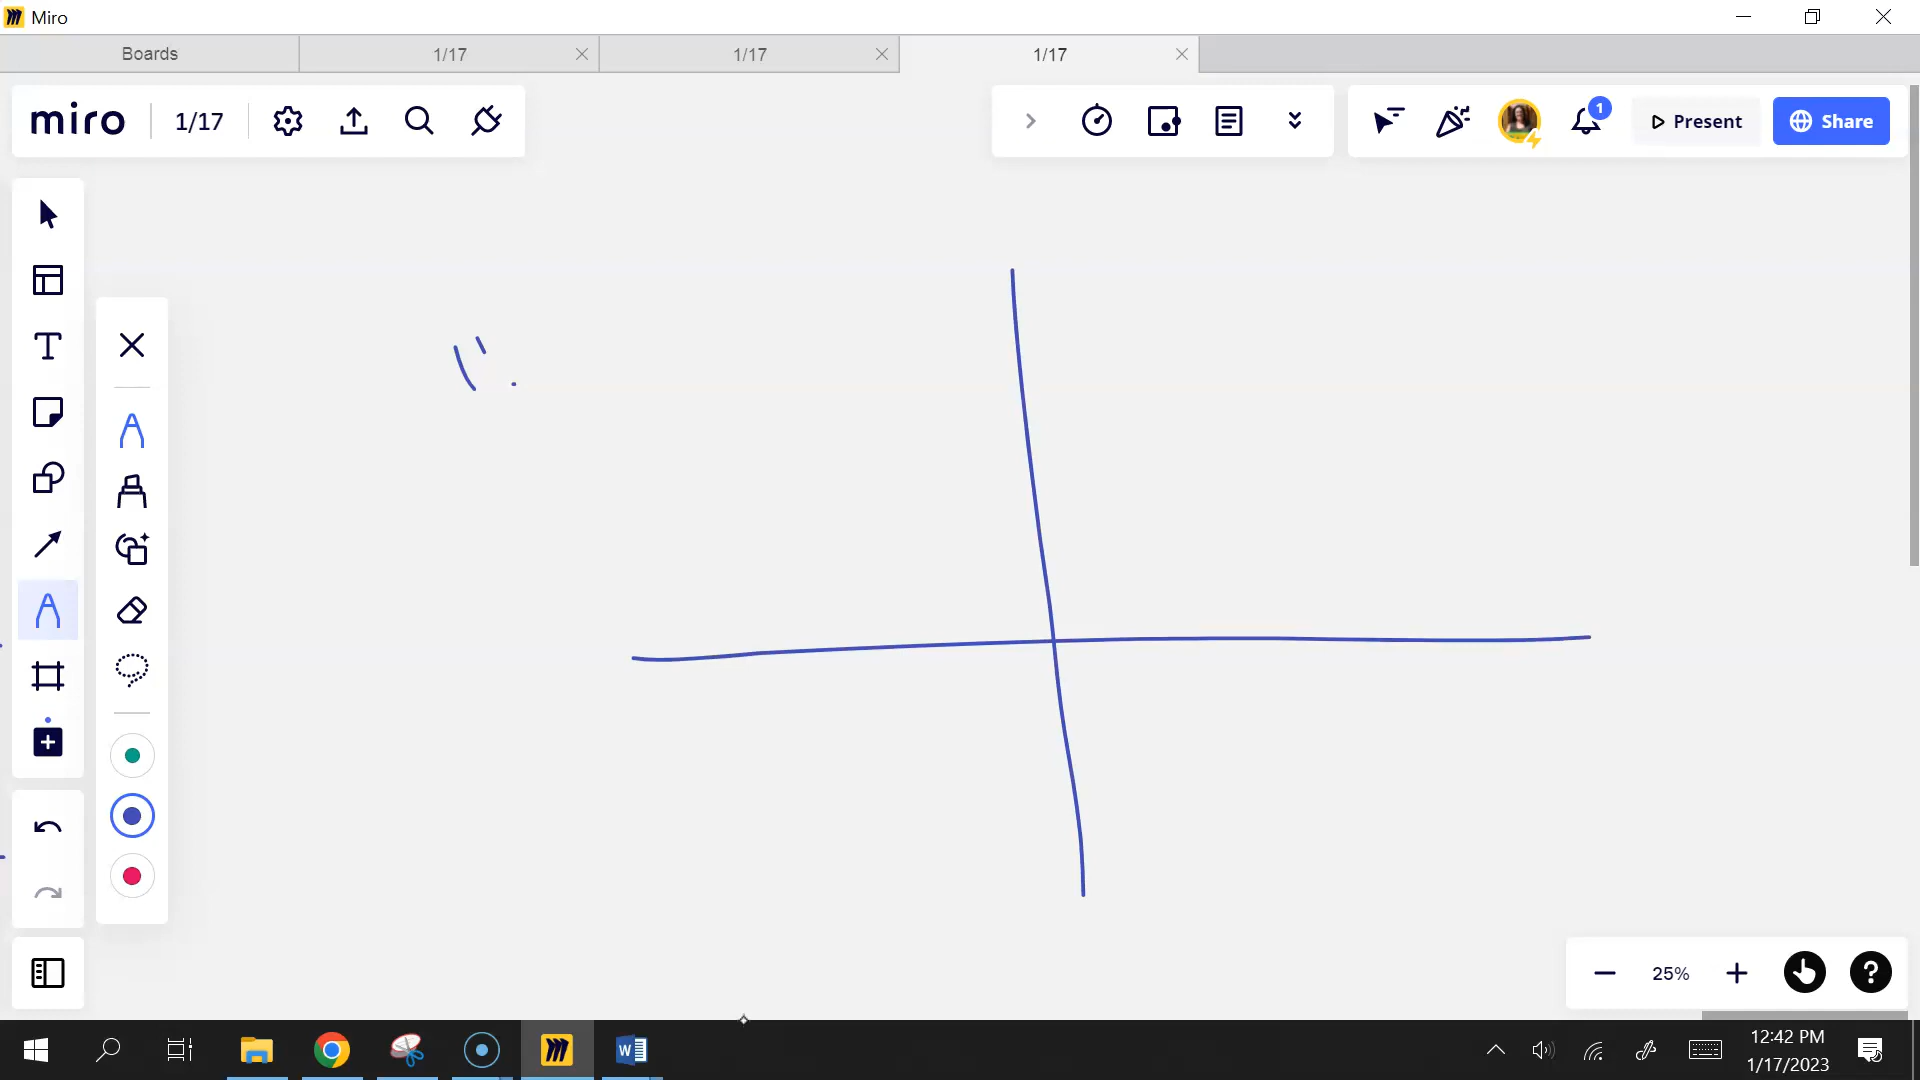 Miro
Boards 1/17 1/17 1/17
miro 1/17 1 Present Share
25%
12:42 PM
1/17/2023